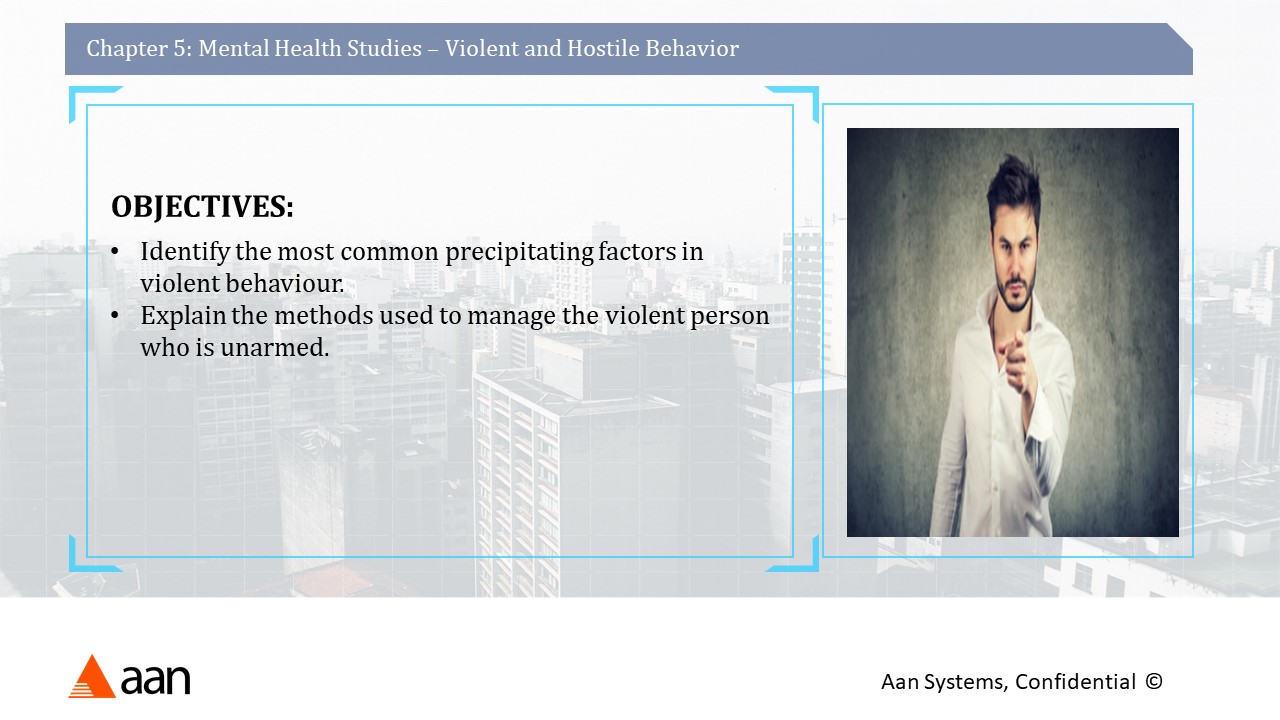 Chapter 5: Mental Health Studies – Violent and Hostile Behavior
OBJECTIVES:
• Identify the most common precipitating factors in
violent behaviour.
• Explain the methods used to manage the violent person
who is unarmed.
aan
Aan Systems, Confidential ©